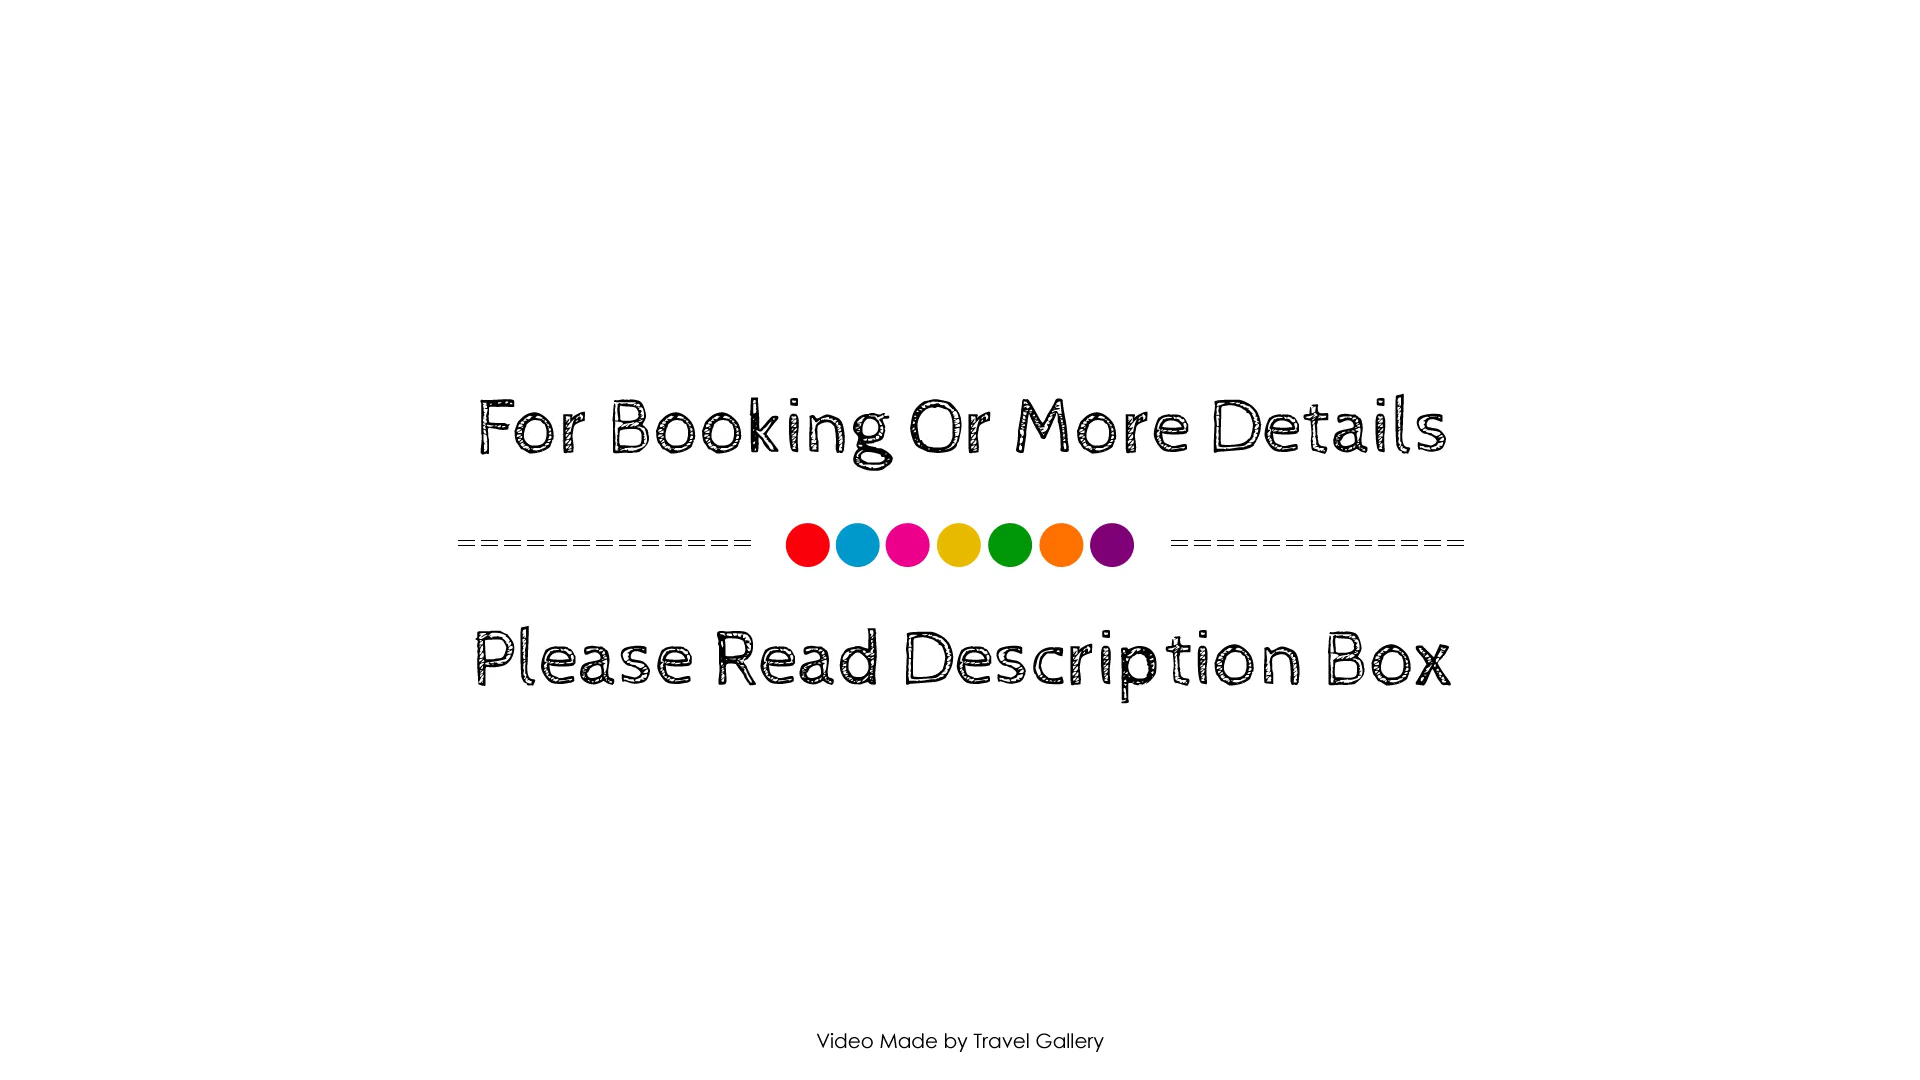 For Booking Or More Details
============= =============
Please Read Description Box
Video Made by Travel Gallery